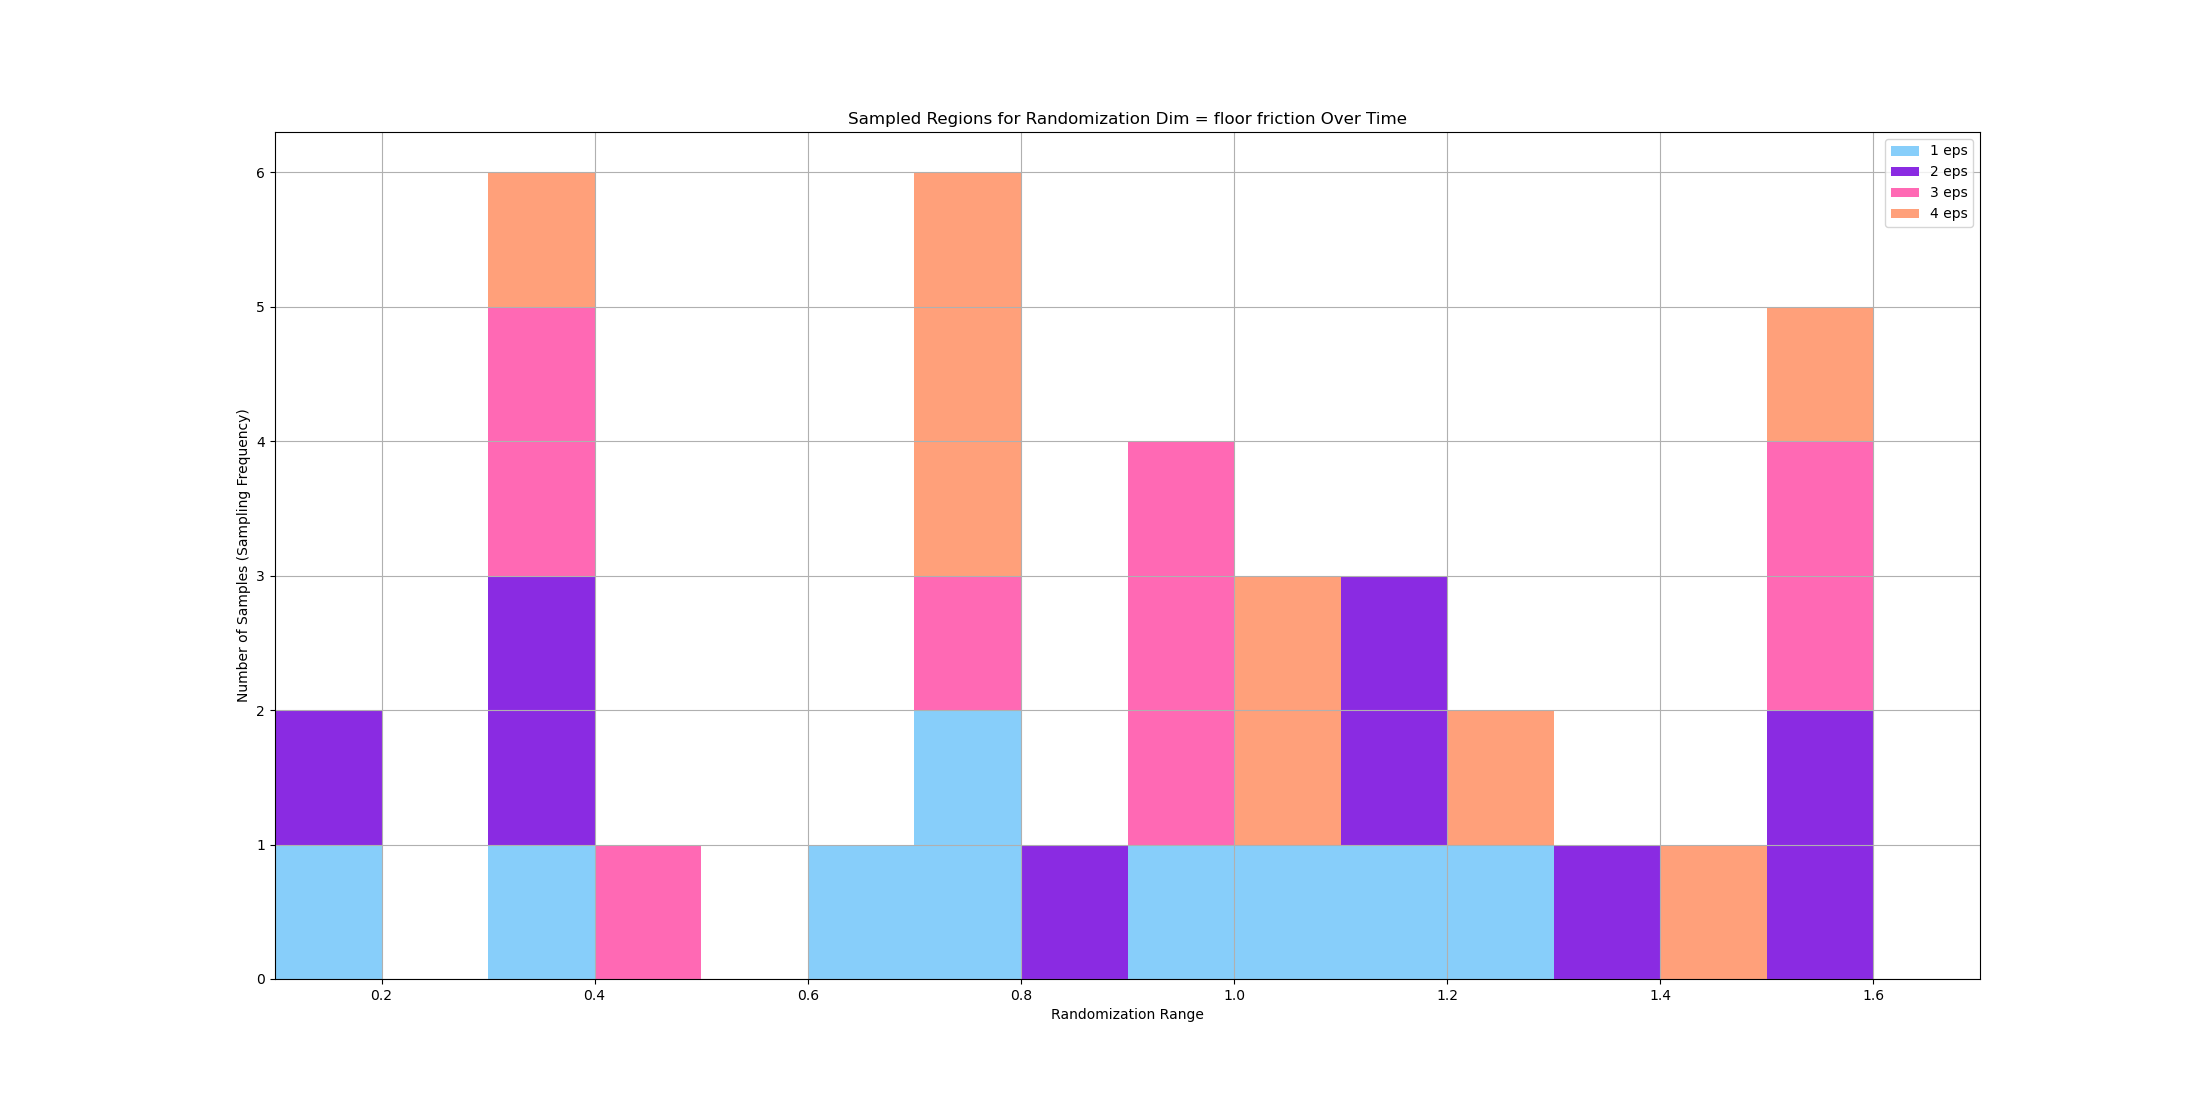 Sampled Regions for Randomization Dim = floor friction Over Time
1 eps
2 eps
3 eps
4 eps
Number of Samples (Sampling Frequency)
6
5
4
3
2
1
0
0.2 0.4 0.6 0.8 1.0 1.2 1.4 1.6
Randomization Range